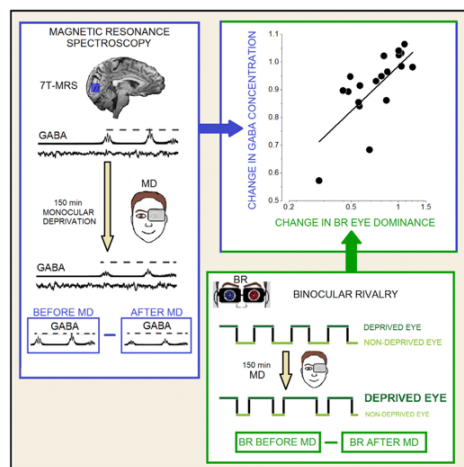 MAGNETIC RESONANCE
SPECTROSCOPY
7T-MRS
GABA
150 min
MONOCULAR
DEPRIVATION
MD
GABA
BEFORE MD
AFTER MD
GABA
GABA
CHANGE IN GABA CONCENTRATION
1.1
1.0
0.9
0.8
0.7
0.6
0.5
0.2
0.5
1
1.5
CHANGE IN BR EYE DOMINANCE
BR
BINOCULAR RIVALRY
DEPRIVED EYE
NON-DEPRIVED EYE
150 min
MD
DEPRIVED EYE
NON-DEPRIVED EYE
BR BEFORE MD
BR AFTER MD